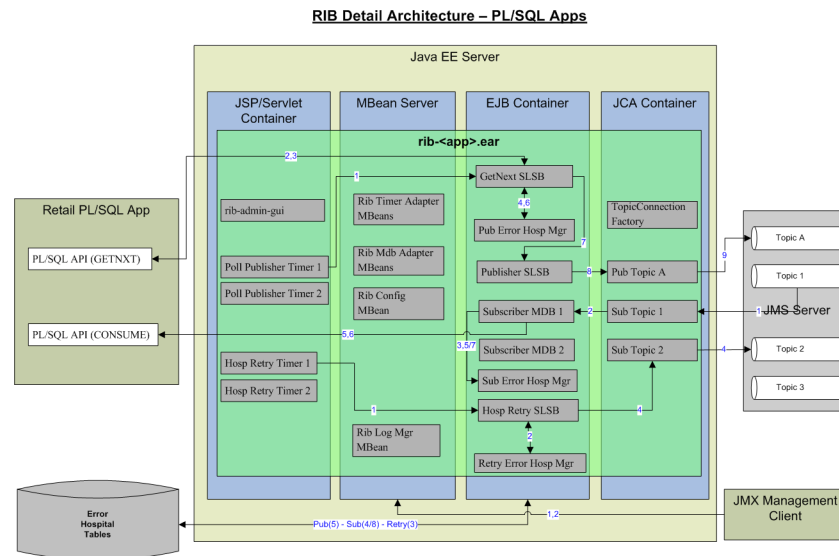 RIB Detail Architecture – PL/SQL Apps
Java EE Server
JSP/Servlet
Container
MBean Server
EJB Container
JCA Container
rib-<app>.ear
2,3
1
GetNext SLSB
Retail PL/SQL App
rib-admin-gui
Rib Timer Adapter
MBeans
4,6
TopicConnection
Factory
Pub Error Hosp Mgr
7
Topic A
9
PL/SQL API (GETNXT)
Poll Publisher Timer 1
Rib Mdb Adapter
MBeans
Publisher SLSB
8
Pub Topic A
Topic 1
Poll Publisher Timer 2
Rib Config
MBean
Subscriber MDB 1
2
Sub Topic 1
1
JMS Server
PL/SQL API (CONSUME)
5,6
3,5/7
Subscriber MDB 2
Sub Topic 2
4
Topic 2
Hosp Retry Timer 1
Sub Error Hosp Mgr
Topic 3
Hosp Retry Timer 2
1
Hosp Retry SLSB
4
Rib Log Mgr
MBean
2
Retry Error Hosp Mgr
Error
Hospital
Tables
Pub(5) - Sub(4/8) - Retry(3)
1,2
JMX Management
Client